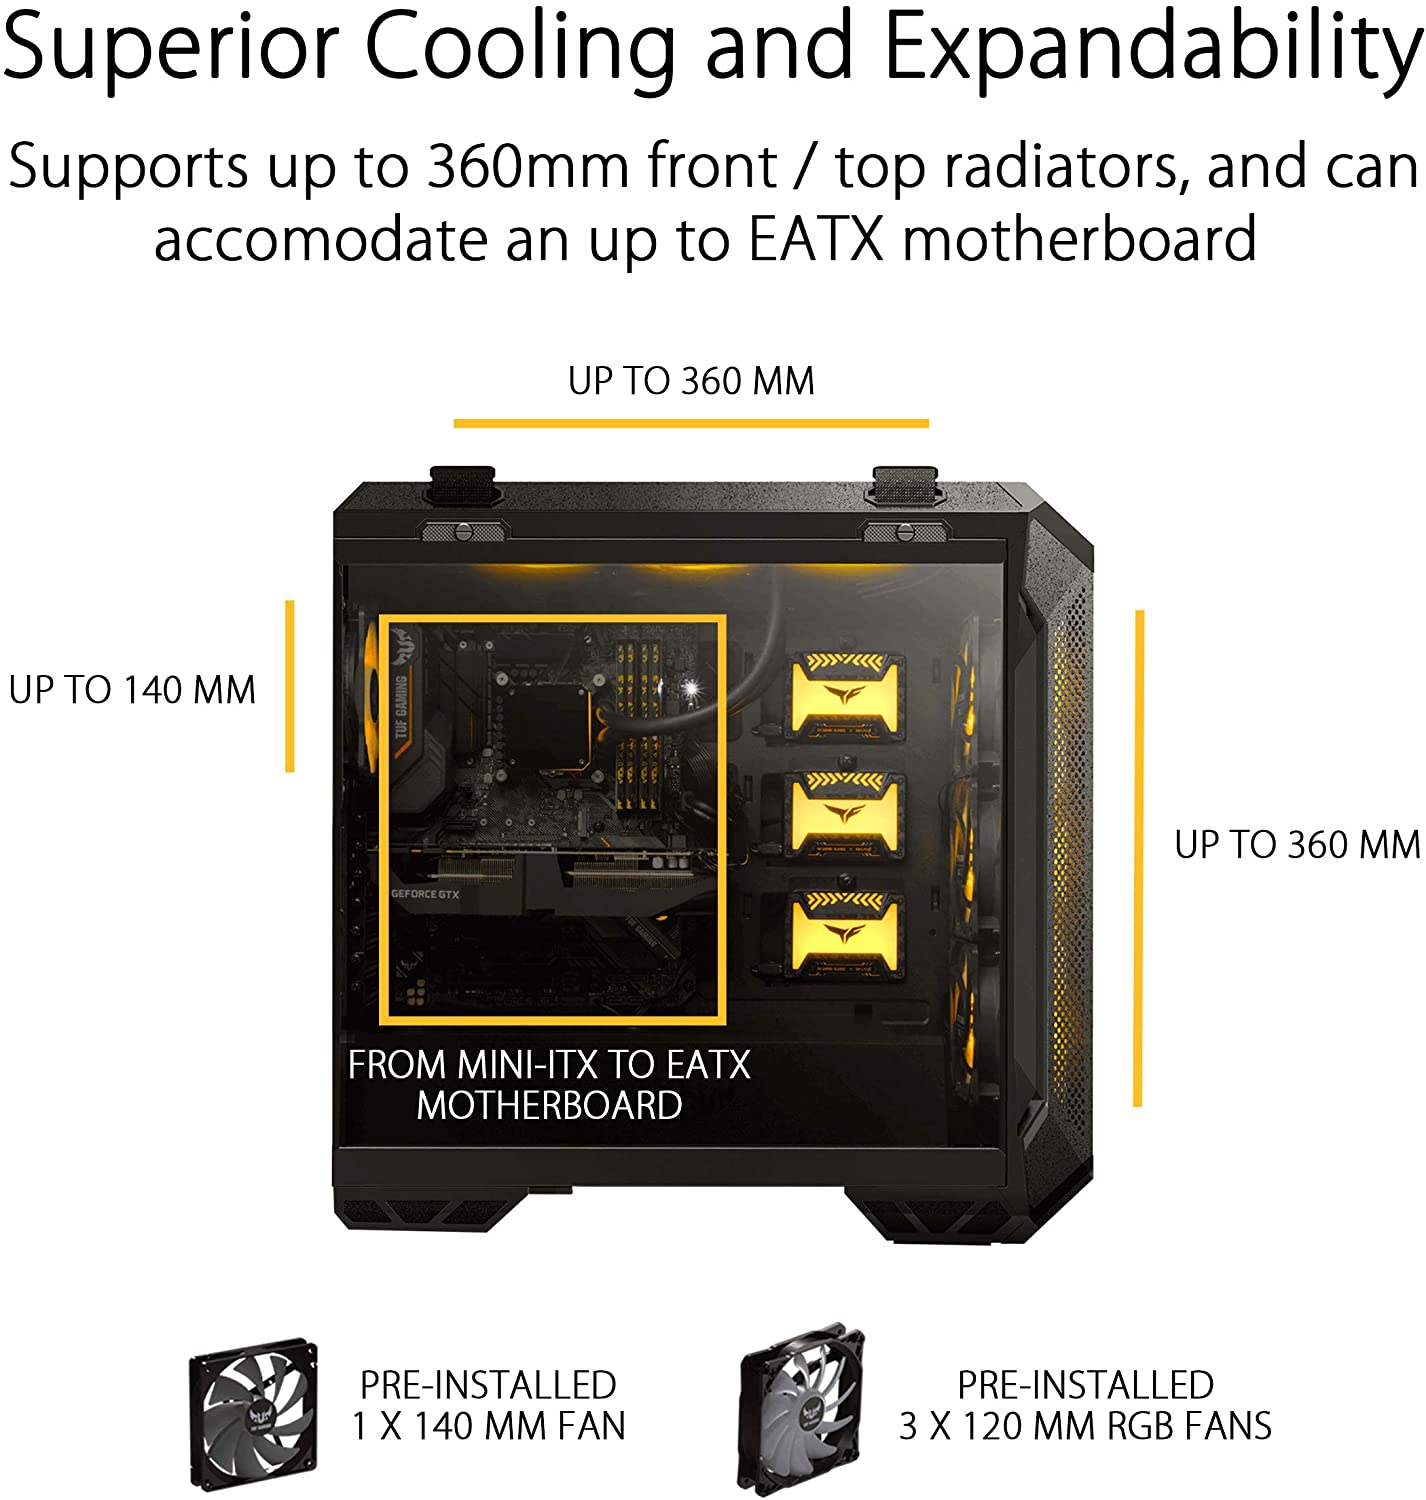 Superior Cooling and Expandability
Supports up to 360mm front / top radiators, and can
accomodate an up to EATX motherboard
UP TO 360 MM
UP TO 140 MM
UP TO 360 MM
TUF GAMING
GEFORCE GTX
TUF GAMING
FROM MINI-ITX TO EATX
MOTHERBOARD
PRE-INSTALLED
1 X 140 MM FAN
PRE-INSTALLED
3 X 120 MM RGB FANS